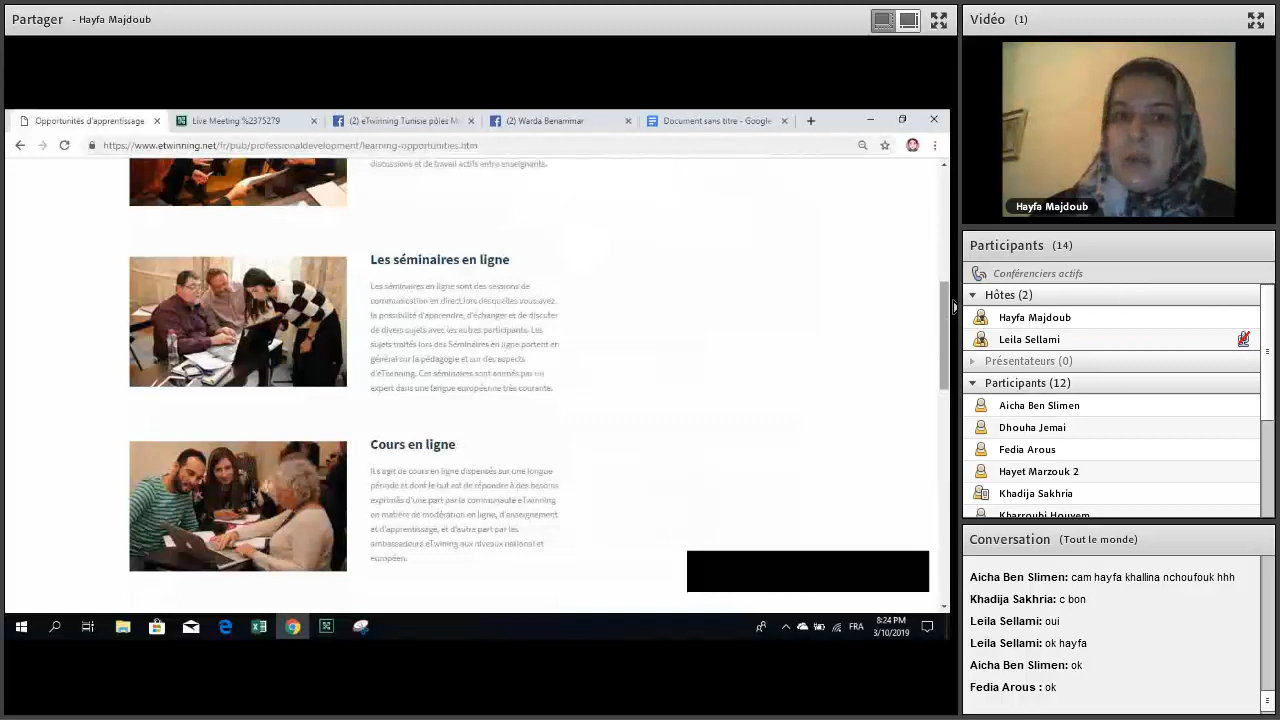 Partager - Hayfa Majdoub
Opportunités d'apprentissage
Live Meeting:%2375279
(2) eTwinning Tunisie pôles M
(2) Warda Benammar
Document sans titre - Google
https://www.etwinning.net/fr/pub/professionaldevelopment/learning-opportunities.htm
discussions et de travail actifs entre enseignants.
Les séminaires en ligne
Les séminaires en ligne sont des sessions de
communication en direct lors desquelles vous avez
la possibilité d'apprendre, d'échanger et de discuter
de divers sujets avec les autres participants. Les
sujets traités lors des Séminaires en ligne portent en
général sur la pédagogie et sur des aspects
d'eTwinning. Ces séminaires sont animés par un
expert dans une langue européenne très courante.
Cours en ligne
Il s'agit de cours en ligne dispensés sur une longue
période et dont le but est de répondre à des besoins
exprimés d'une part par la communauté eTwinning
en matière de modération en ligne, d'enseignement
et d'apprentissage, et d'autre part par les
ambassadeurs eTwinning aux niveaux national et
européen.
FRA
8:24 PM
3/10/2019
Vidéo (1)
Hayfa Majdoub
Participants (14)
Conférenciers actifs
Hôtes (2)
Hayfa Majdoub
Leila Sellami
Présentateurs (0)
Participants (12)
Aicha Ben Slimen
Dhouha Jemai
Fedia Arous
Hayet Marzouk 2
Khadija Sakhria
Kharroubi Houyem
Conversation (Tout le monde)
Aicha Ben Slimen: cam hayfa khallina nchoufouk hhh
Khadija Sakhria: c bon
Leila Sellami: oui
Leila Sellami: ok hayfa
Aicha Ben Slimen: ok
Fedia Arous : ok